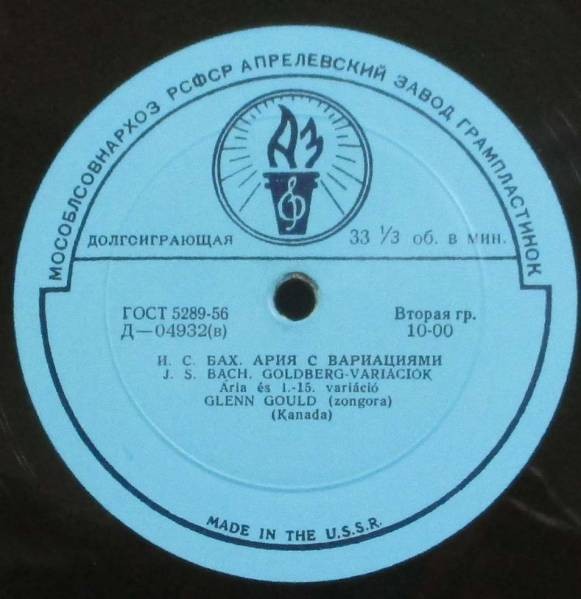 МОСОБЛСОВНАРХОЗ РСФСР АПРЕЛЕВСКИЙ ЗАВОД ГРАМПЛАСТИНОК
АЗ
ДОЛГОИГРАЮЩАЯ 33 1/3 об. в мин.
ГОСТ 5289-56 Вторая гр.
Д—04932(в) 10-00
И. С. БАХ. АРИЯ С ВАРИАЦИЯМИ
J. S. BACH. GOLDBERG-VARIÁCIÓK
Ária és 1.-15. variáció
GLENN GOULD (zongora)
(Kanada)
MADE IN THE U.S.S.R.